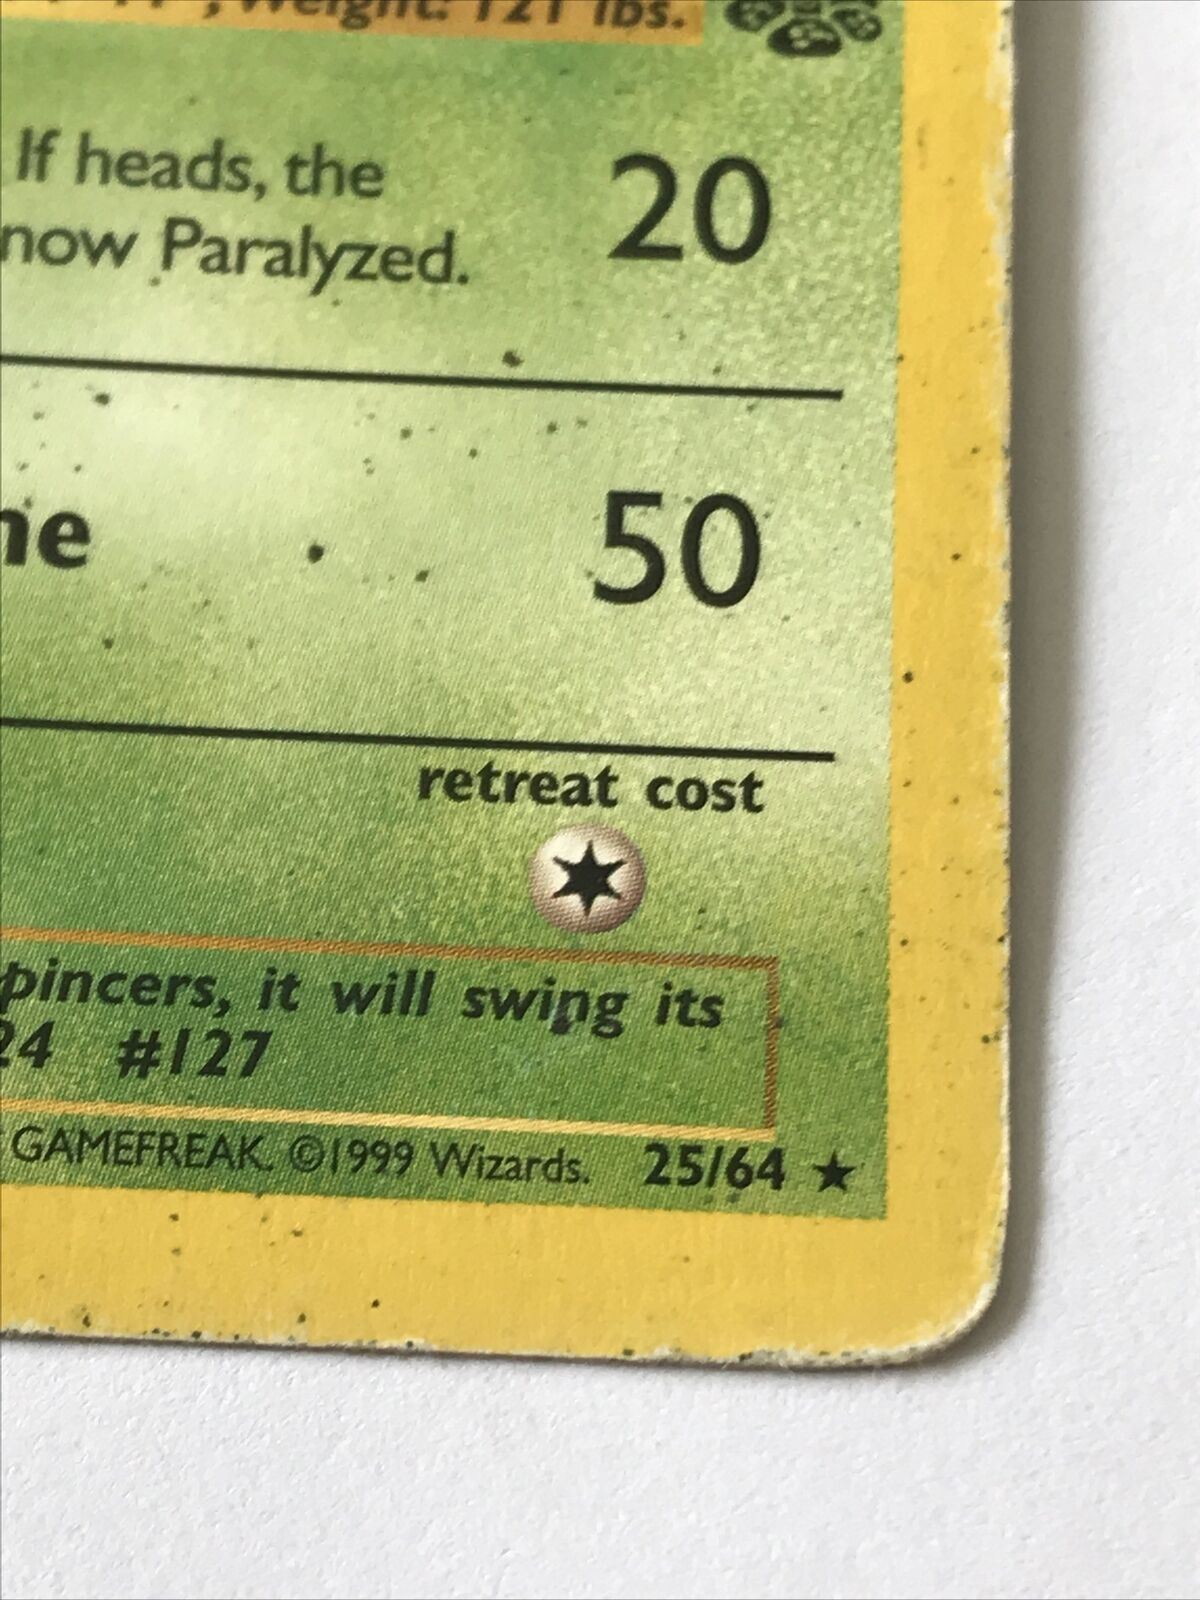 , Weight: 121 lbs.
If heads, the
now Paralyzed.
20
50
retreat cost
pincers, it will swing its
24 #127
GAMEFREAK. ©1999 Wizards. 25/64 ★